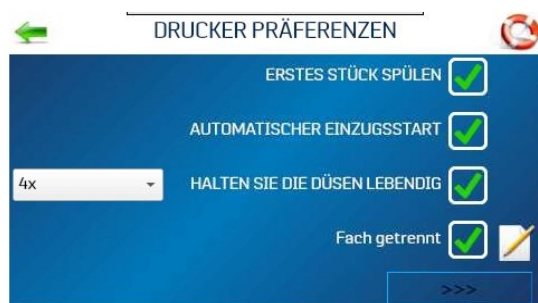 DRUCKER PRÄFERENZEN
ERSTES STÜCK SPÜLEN
AUTOMATISCHER EINZUGSSTART
4x HALTEN SIE DIE DÜSEN LEBENDIG
Fach getrennt
>>>